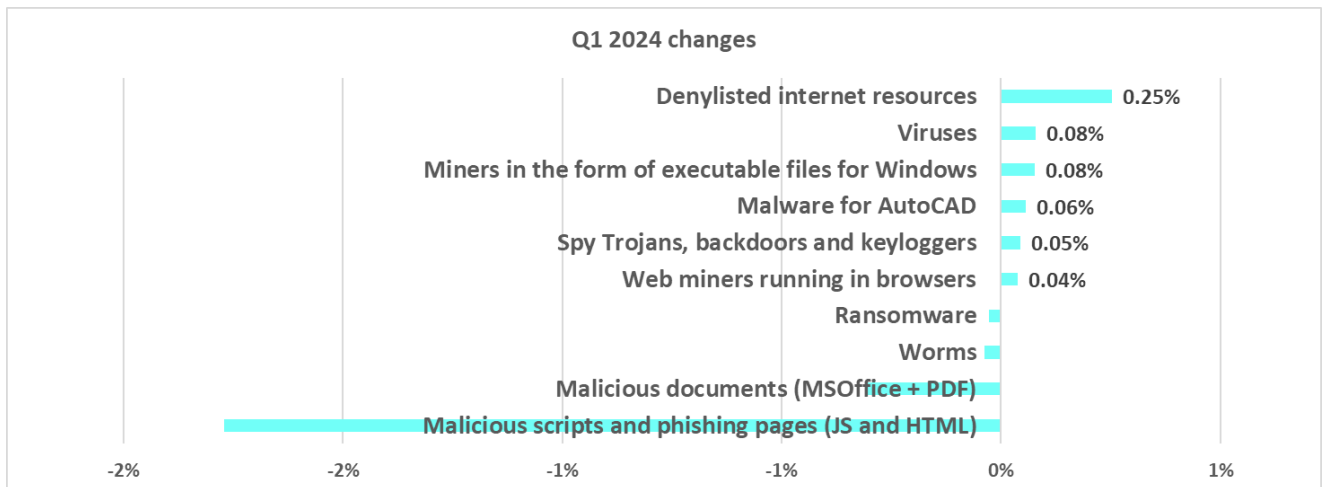 Q1 2024 changes
Denylisted internet resources 0.25%
Viruses 0.08%
Miners in the form of executable files for Windows 0.08%
Malware for AutoCAD 0.06%
Spy Trojans, backdoors and keyloggers 0.05%
Web miners running in browsers 0.04%
Ransomware
Worms
Malicious documents (MSOffice + PDF)
Malicious scripts and phishing pages (JS and HTML)
-2% -2% -1% -1% 0% 1%